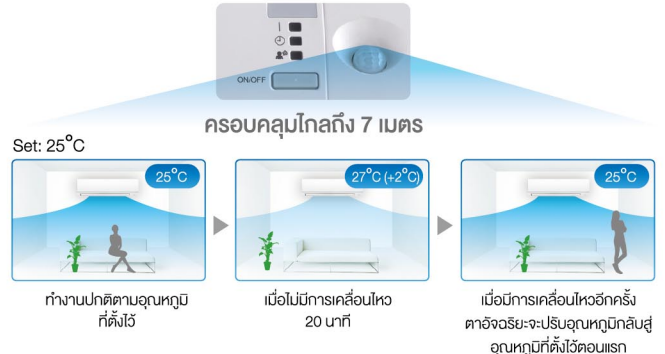 ON/OFF
ครอบคลุมไกลถึง 7 เมตร
Set: 25°C
25°C
27°C (+2°C)
25°C
ทำงานปกติตามอุณหภูมิ
ที่ตั้งไว้
เมื่อไม่มีการเคลื่อนไหว
20 นาที
เมื่อมีการเคลื่อนไหวอีกครั้ง
ตาอัจฉริยะจะปรับอุณหภูมิกลับสู่
อุณหภูมิที่ตั้งไว้ตอนแรก